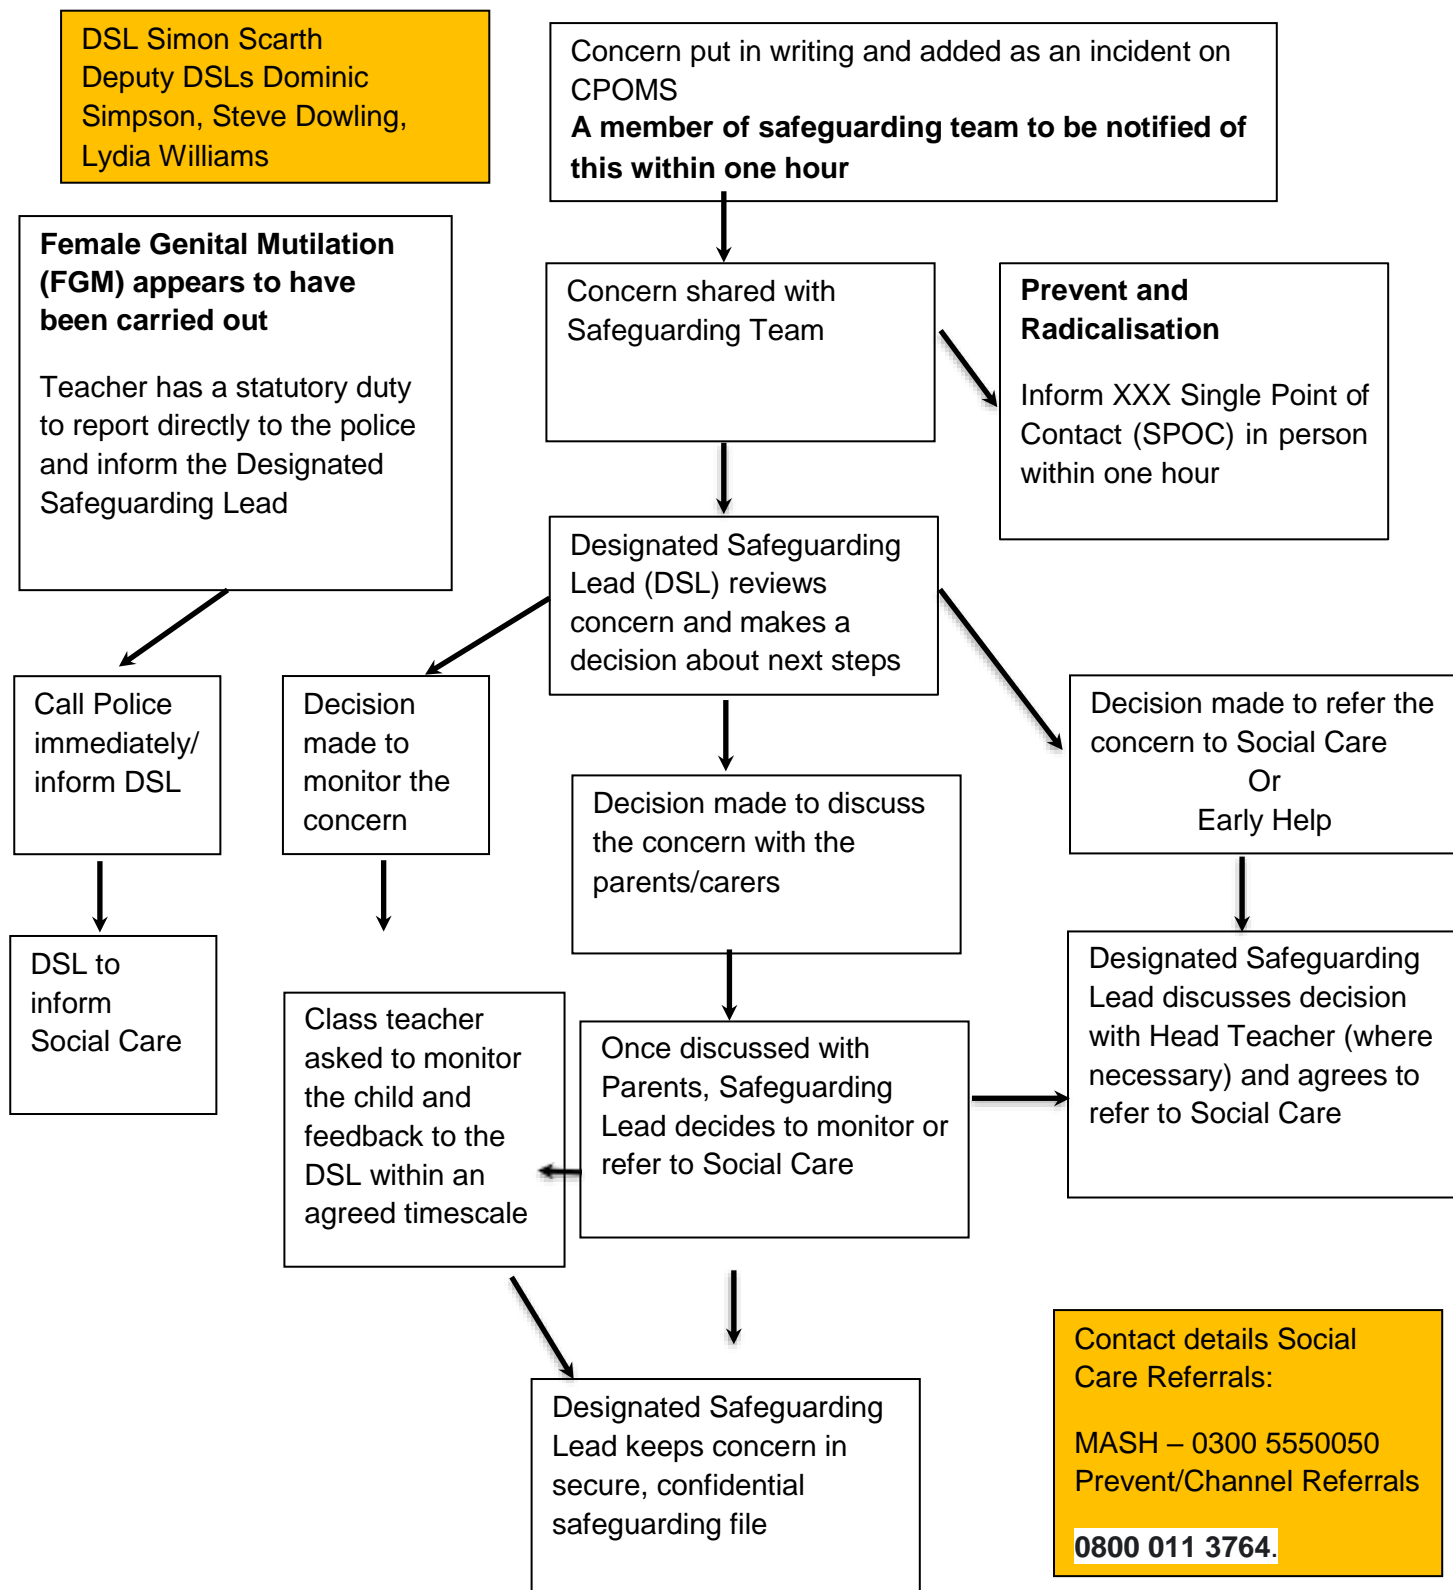 DSL Simon Scarth
Deputy DSLs Dominic
Simpson, Steve Dowling,
Lydia Williams
Concern put in writing and added as an incident on
CPOMS
A member of safeguarding team to be notified of
this within one hour
Female Genital Mutilation
(FGM) appears to have
been carried out
Teacher has a statutory duty
to report directly to the police
and inform the Designated
Safeguarding Lead
Concern shared with
Safeguarding Team
Prevent and
Radicalisation
Inform XXX Single Point of
Contact (SPOC) in person
within one hour
Designated Safeguarding
Lead (DSL) reviews
concern and makes a
decision about next steps
Call Police
immediately/
inform DSL
Decision
made to
monitor the
concern
Decision made to discuss
the concern with the
parents/carers
Decision made to refer the
concern to Social Care
Or
Early Help
DSL to
inform
Social Care
Class teacher
asked to monitor
the child and
feedback to the
DSL within an
agreed timescale
Once discussed with
Parents, Safeguarding
Lead decides to monitor or
refer to Social Care
Designated Safeguarding
Lead discusses decision
with Head Teacher (where
necessary) and agrees to
refer to Social Care
Designated Safeguarding
Lead keeps concern in
secure, confidential
safeguarding file
Contact details Social
Care Referrals:
MASH – 0300 5550050
Prevent/Channel Referrals
0800 011 3764.